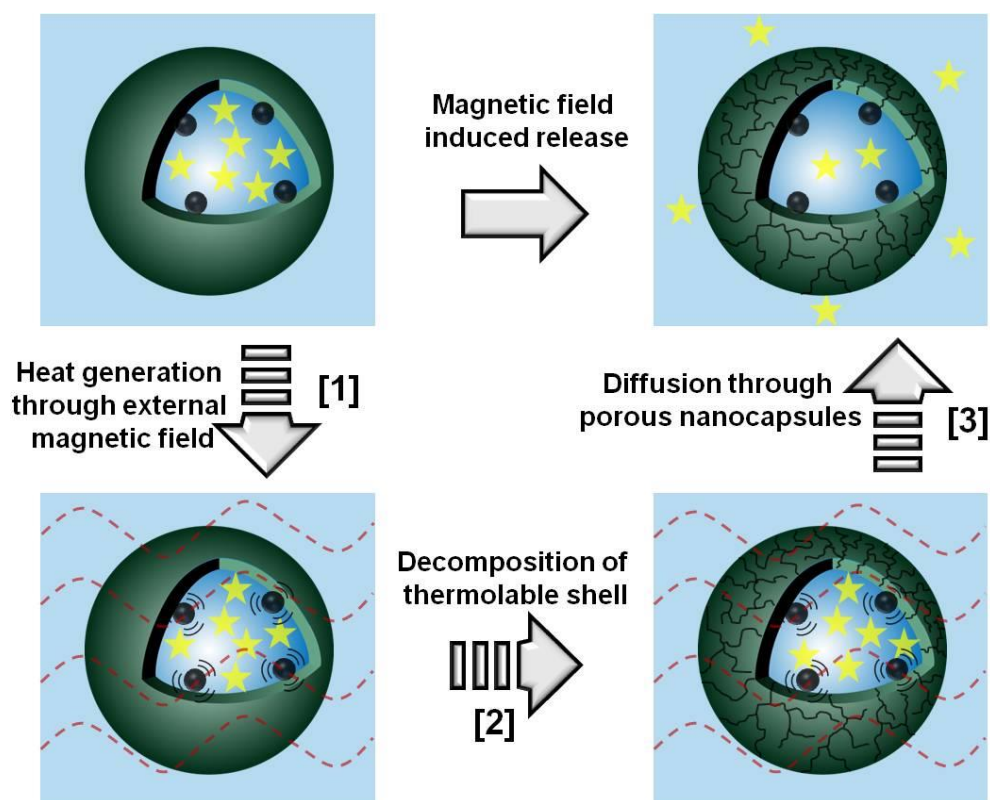 Magnetic field
induced release
Heat generation
through external
magnetic field
[1]
Diffusion through
porous nanocapsules
[3]
Decomposition of
thermolable shell
[2]